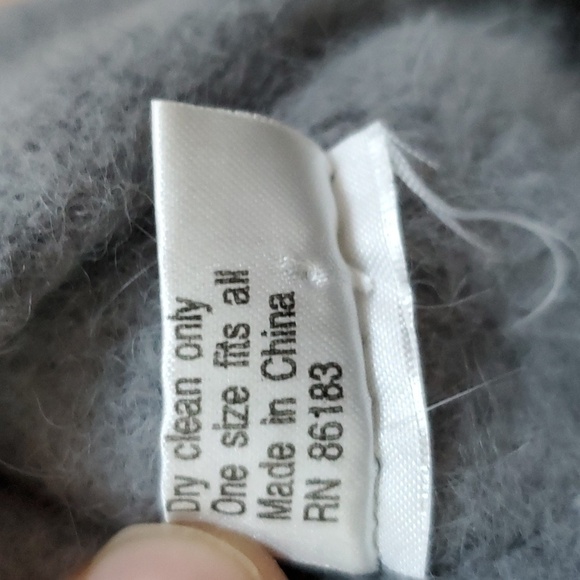 Dry clean only
One size fits all
Made in China
RN 86183